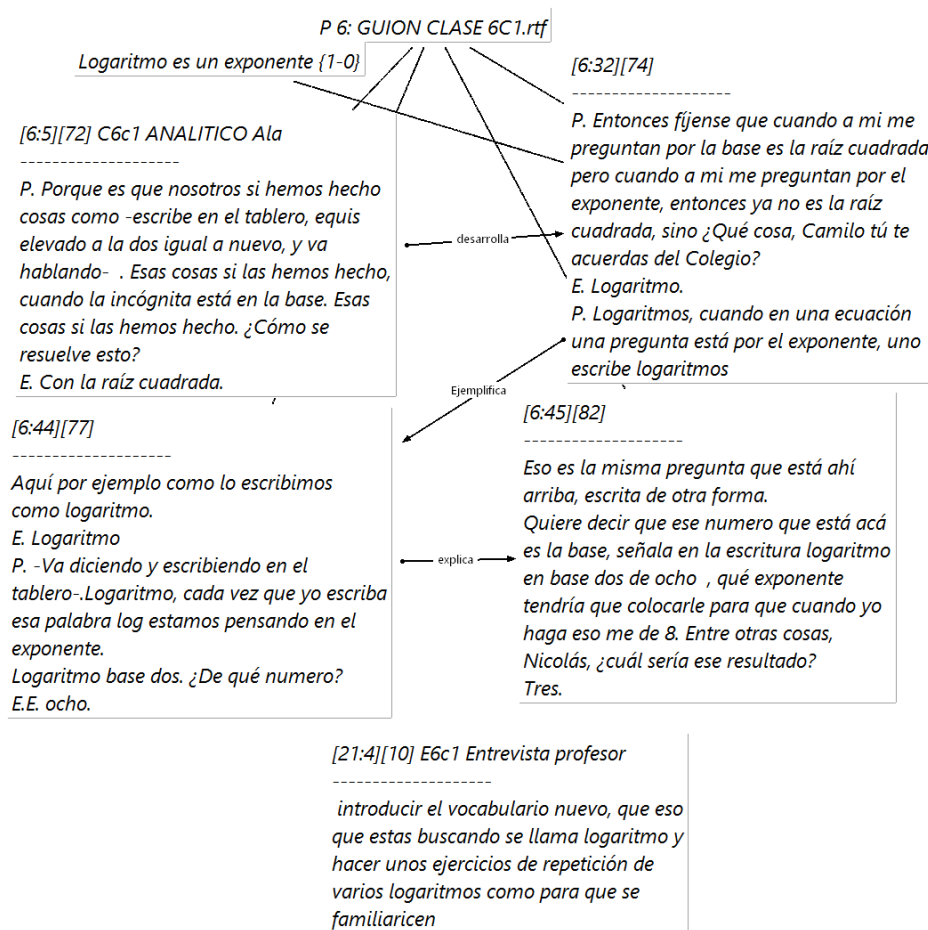 P 6: GUION CLASE 6C1.rtf
Logaritmo es un exponente {1-0}
[6:32][74]
--------------------
P. Entonces fíjense que cuando a mi me
preguntan por la base es la raíz cuadrada
pero cuando a mi me preguntan por el
exponente, entonces ya no es la raíz
cuadrada, sino ¿Qué cosa, Camilo tú te
acuerdas del Colegio?
E. Logaritmo.
P. Logaritmos, cuando en una ecuación
una pregunta está por el exponente, uno
escribe logaritmos
[6:5][72] C6c1 ANALITICO Ala
--------------------
P. Porque es que nosotros si hemos hecho
cosas como -escribe en el tablero, equis
elevado a la dos igual a nuevo, y va
hablando-  . Esas cosas si las hemos hecho,
cuando la incógnita está en la base. Esas
cosas si las hemos hecho. ¿Cómo se
resuelve esto?
E. Con la raíz cuadrada.
desarrolla
Ejemplifica
[6:44][77]
--------------------
Aquí por ejemplo como lo escribimos
como logaritmo.
E. Logaritmo
P. -Va diciendo y escribiendo en el
tablero-.Logaritmo, cada vez que yo escriba
esa palabra log estamos pensando en el
exponente.
Logaritmo base dos. ¿De qué numero?
E.E. ocho.
explica
[6:45][82]
--------------------
Eso es la misma pregunta que está ahí
arriba, escrita de otra forma.
Quiere decir que ese numero que está acá
es la base, señala en la escritura logaritmo
en base dos de ocho  , qué exponente
tendría que colocarle para que cuando yo
haga eso me de 8. Entre otras cosas,
Nicolás, ¿cuál sería ese resultado?
Tres.
[21:4][10] E6c1 Entrevista profesor
--------------------
introducir el vocabulario nuevo, que eso
que estas buscando se llama logaritmo y
hacer unos ejercicios de repetición de
varios logaritmos como para que se
familiaricen